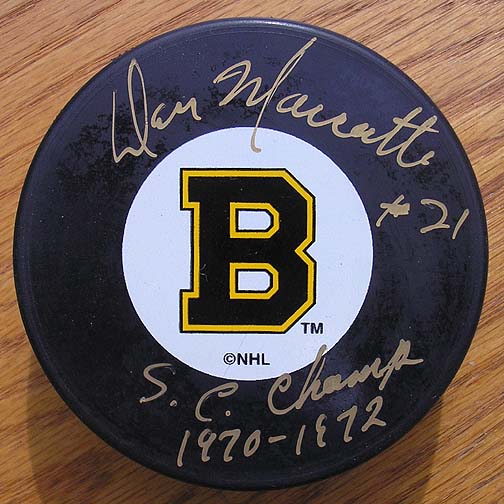 Don Marcotte
#21
B
TM
©NHL
S.C. Champ
1970-1972